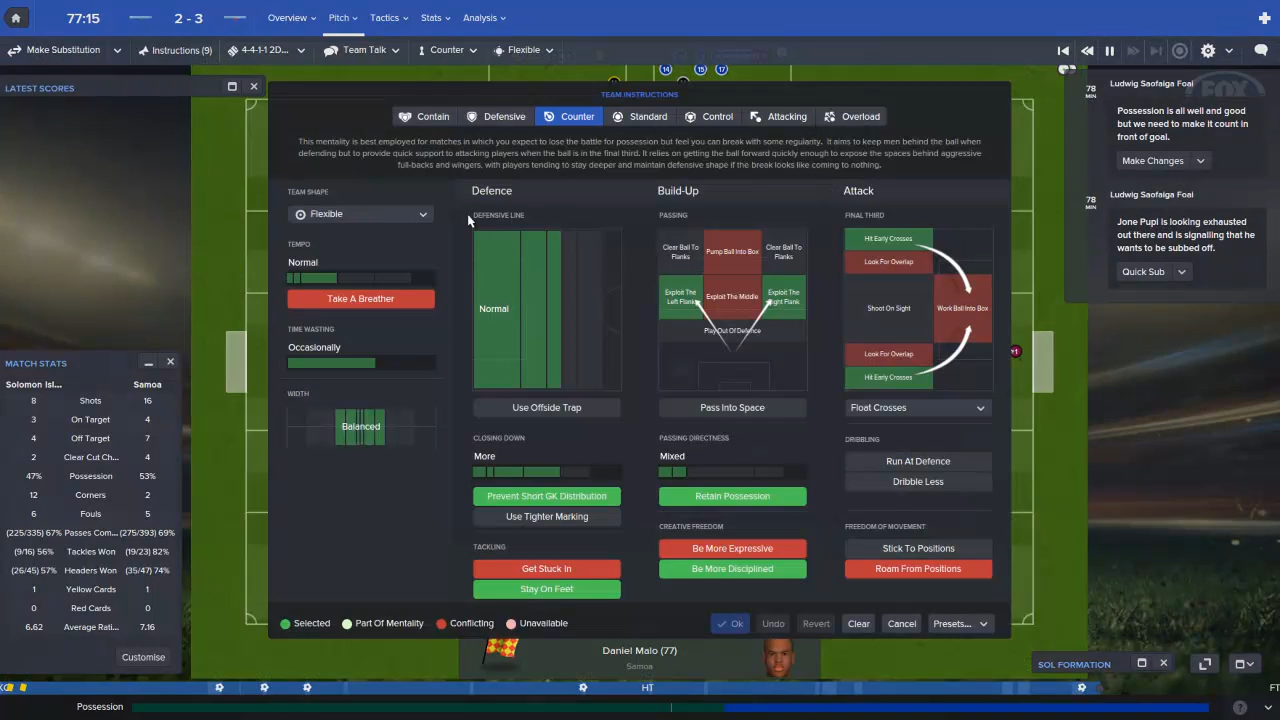 77:15
2 - 3
Overview
Pitch
Tactics
Stats
Analysis
Make Substitution
Instructions (9)
4-4-1-1 2D...
Team Talk
Counter
Flexible
14
15
17
LATEST SCORES
TEAM INSTRUCTIONS
Contain
Defensive
Counter
Standard
Control
Attacking
Overload
This mentality is best employed for matches in which you expect to lose the battle for possession but feel you can break with some regularity. It aims to keep men behind the ball when
defending but to provide quick support to attacking players when the ball is in the final third. It relies on getting the ball forward quickly enough to expose the spaces behind aggressive
full-backs and wingers, with players tending to stay deeper and maintain defensive shape if the break looks like coming to nothing.
TEAM SHAPE
Flexible
TEMPO
Normal
Take A Breather
TIME WASTING
Occasionally
WIDTH
Balanced
Defence
DEFENSIVE LINE
Normal
Use Offside Trap
CLOSING DOWN
More
Prevent Short GK Distribution
Use Tighter Marking
TACKLING
Get Stuck In
Stay On Feet
Build-Up
PASSING
Clear Ball To
Flanks
Pump Ball Into Box
Clear Ball To
Flanks
Exploit The
Left Flank
Exploit The Middle
Exploit The
Right Flank
Play Out Of Defence
Pass Into Space
PASSING DIRECTNESS
Mixed
Retain Possession
CREATIVE FREEDOM
Be More Expressive
Be More Disciplined
Attack
FINAL THIRD
Hit Early Crosses
Look For Overlap
Shoot On Sight
Work Ball Into Box
Look For Overlap
Hit Early Crosses
Float Crosses
DRIBBLING
Run At Defence
Dribble Less
FREEDOM OF MOVEMENT
Stick To Positions
Roam From Positions
Selected
Part Of Mentality
Conflicting
Unavailable
Ok
Undo
Revert
Clear
Cancel
Presets...
MATCH STATS
Solomon Isl...
Samoa
8 Shots 16
3 On Target 4
4 Off Target 7
2 Clear Cut Ch... 4
47% Possession 53%
12 Corners 2
6 Fouls 5
(225/335) 67% Passes Com... (275/393) 69%
(9/16) 56% Tackles Won (19/23) 82%
(26/45) 57% Headers Won (35/47) 74%
1 Yellow Cards 1
0 Red Cards 0
6.62 Average Rati... 7.16
Customise
FOX
78
MIN
Ludwig Saofaiga Foai
Possession is all well and good
but we need to make it count in
front of goal.
Make Changes
78
MIN
Ludwig Saofaiga Foai
Jone Pupi is looking exhausted
out there and is signalling that he
wants to be subbed off.
Quick Sub
Daniel Malo (77)
Samoa
SOL FORMATION
HT
FT
Possession